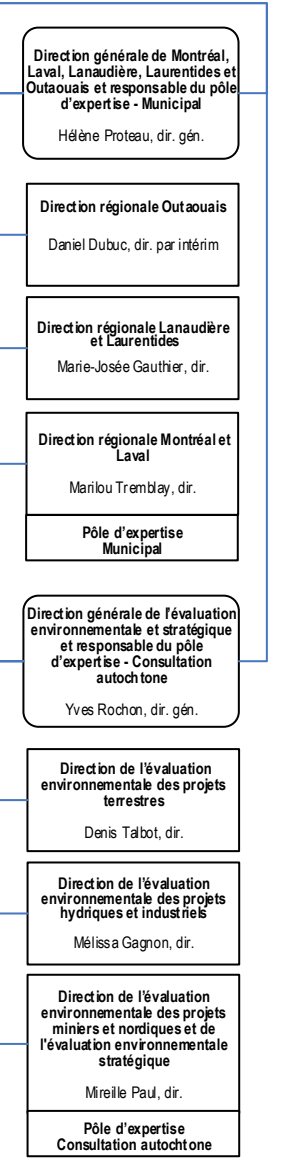 Direction générale de Montréal,
Laval, Lanaudière, Laurentides et
Outaouais et responsable du pôle
d'expertise - Municipal
Hélène Proteau, dir. gén.
Direction régionale Outaouais
Daniel Dubuc, dir. par intérim
Direction régionale Lanaudière
et Laurentides
Marie-Josée Gauthier, dir.
Direction régionale Montréal et
Laval
Marilou Tremblay, dir.
Pôle d'expertise
Municipal
Direction générale de l'évaluation
environnementale et stratégique
et responsable du pôle
d'expertise - Consultation
autochtone
Yves Rochon, dir. gén.
Direction de l'évaluation
environnementale des projets
terrestres
Denis Talbot, dir.
Direction de l'évaluation
environnementale des projets
hydriques et industriels
Mélissa Gagnon, dir.
Direction de l'évaluation
environnementale des projets
miniers et nordiques et de
l'évaluation environnementale
stratégique
Mireille Paul, dir.
Pôle d'expertise
Consultation autochtone